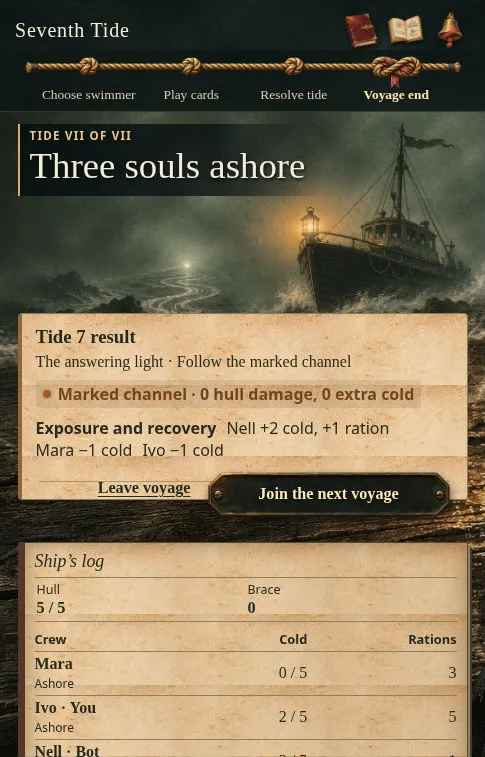 Seventh Tide
Choose swimmer
Play cards
Resolve tide
Voyage end
TIDE VII OF VII
Three souls ashore
Tide 7 result
The answering light · Follow the marked channel
Marked channel · 0 hull damage, 0 extra cold
Exposure and recovery Nell +2 cold, +1 ration
Mara −1 cold Ivo −1 cold
Leave voyage
Join the next voyage
Ship’s log
Hull
Brace
5 / 5
0
Crew Cold Rations
Mara
Ashore
0 / 5
3
Ivo · You
Ashore
2 / 5
5
Nell · Bot